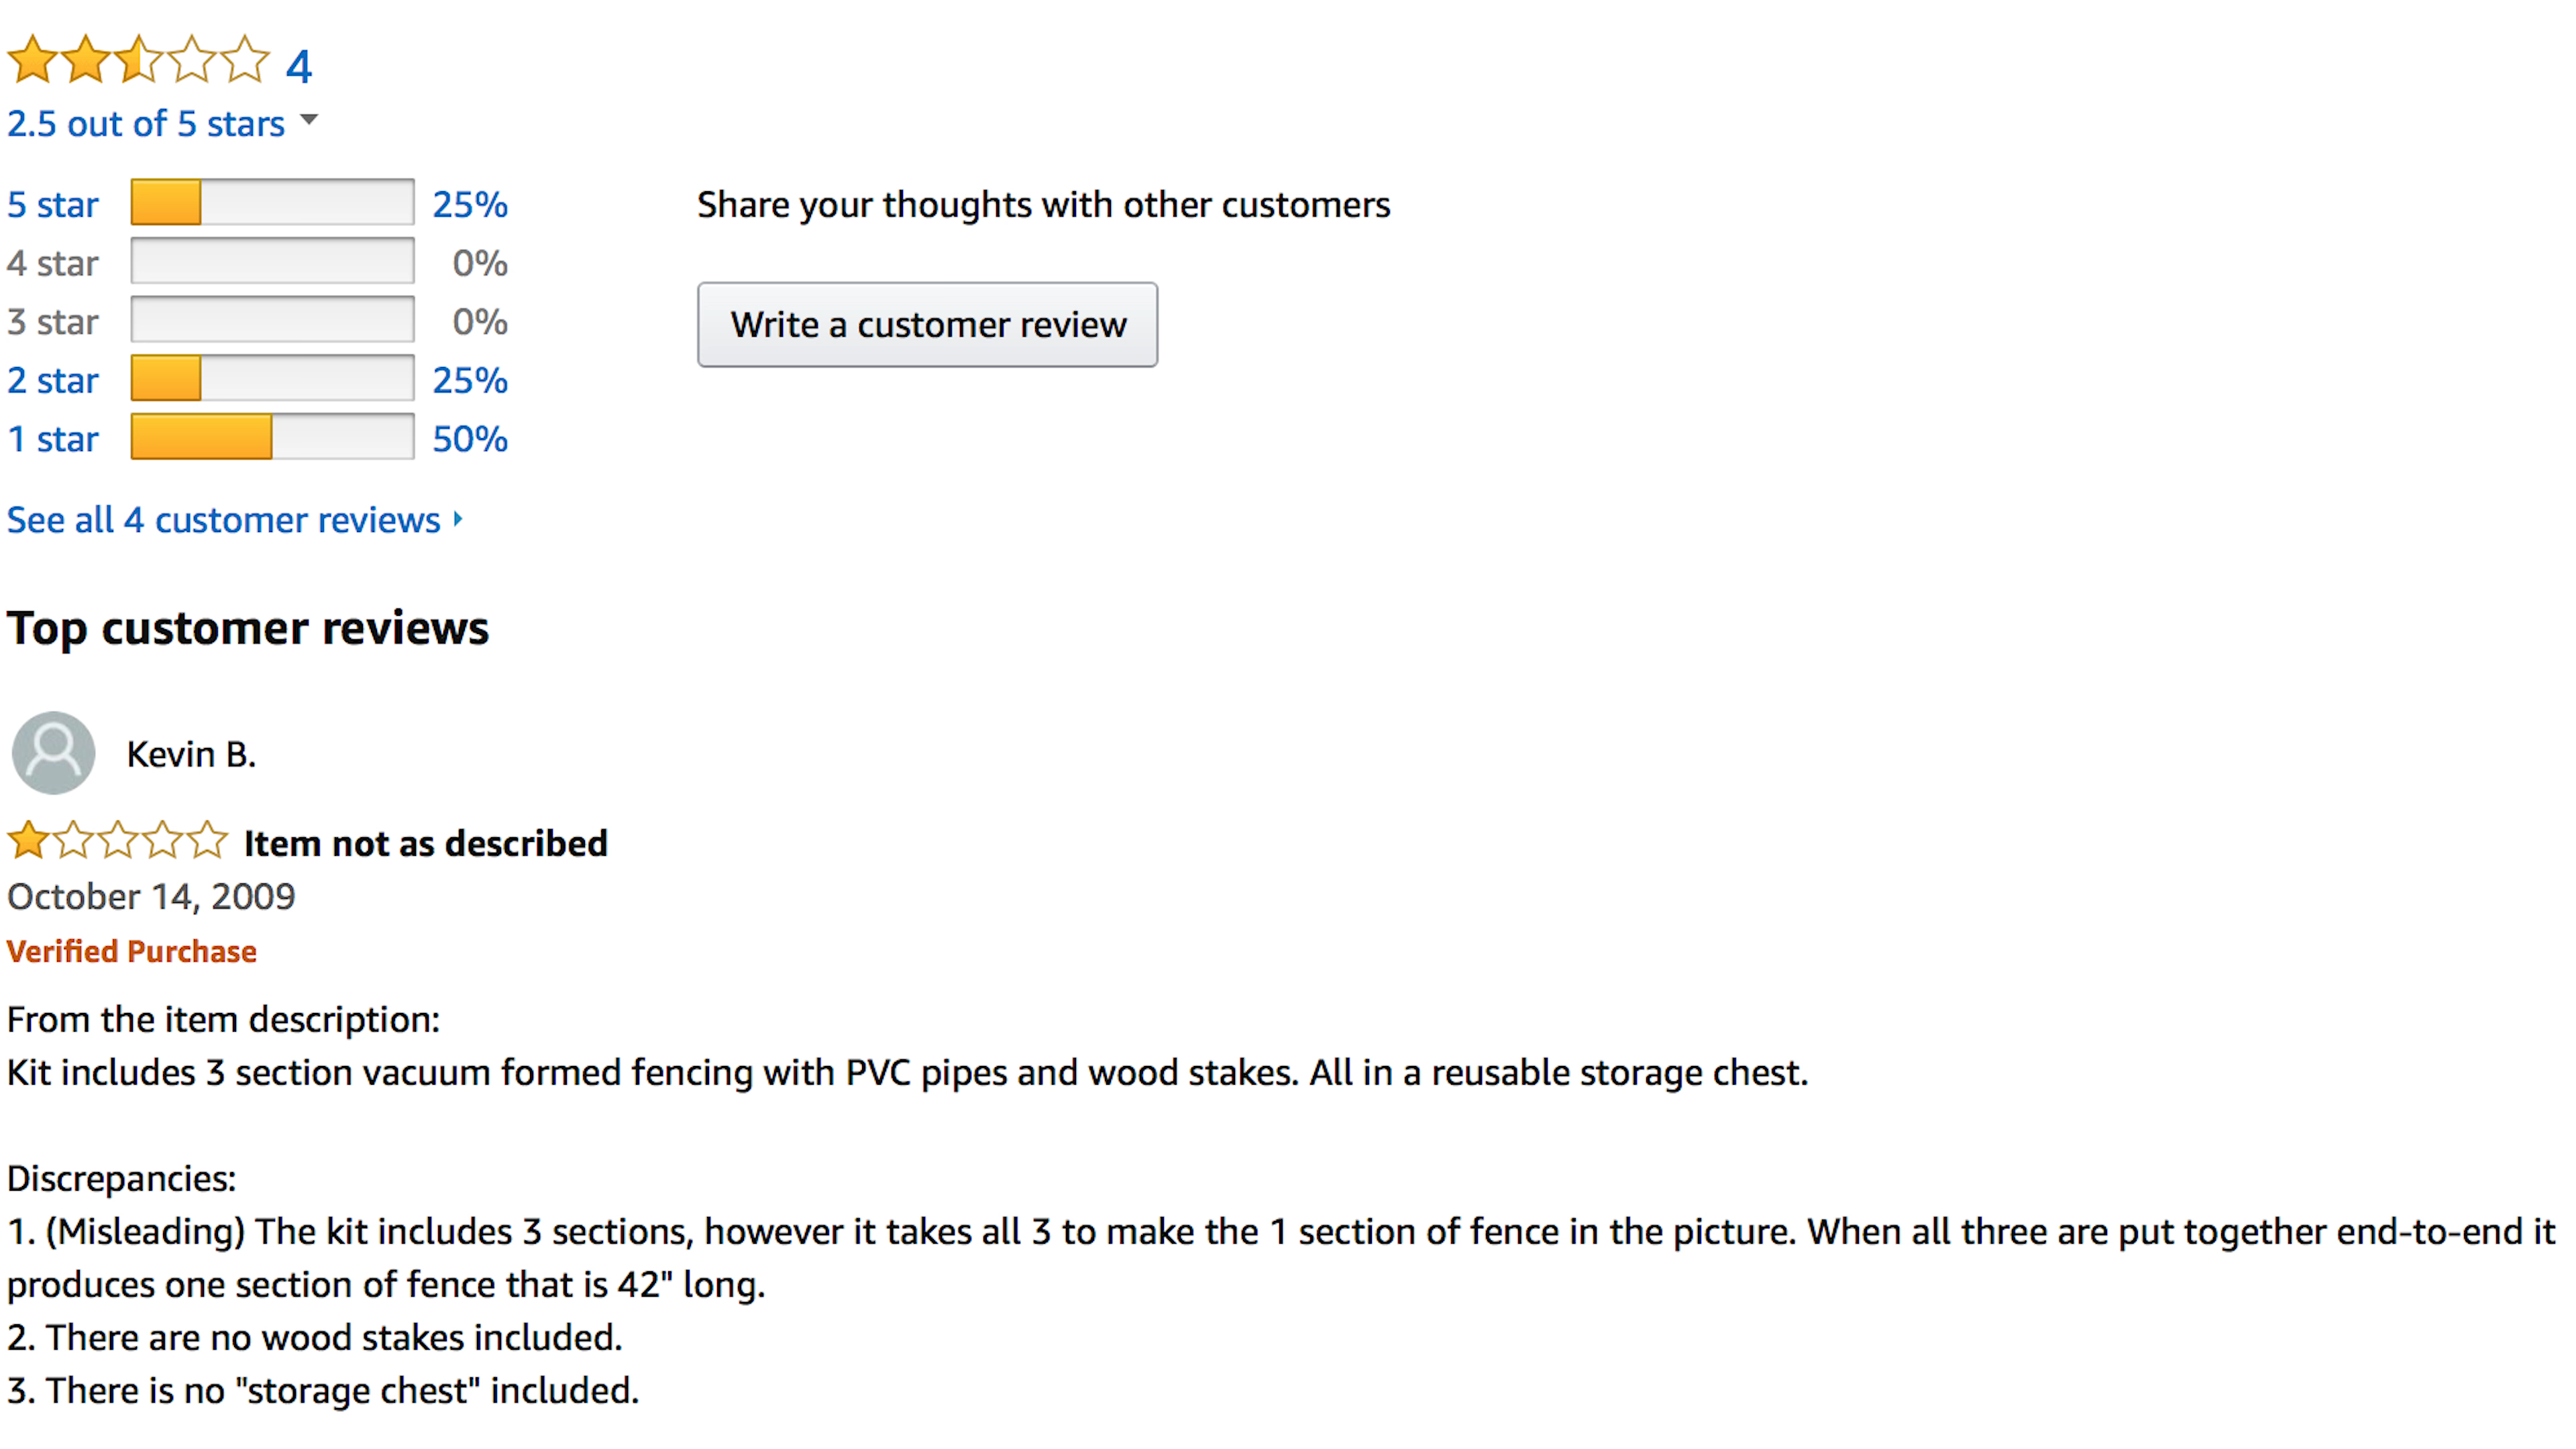 4
2.5 out of 5 stars
5 star 25%
4 star 0%
3 star 0%
2 star 25%
1 star 50%
See all 4 customer reviews
Share your thoughts with other customers
Write a customer review
Top customer reviews
Kevin B.
Item not as described
October 14, 2009
Verified Purchase
From the item description:
Kit includes 3 section vacuum formed fencing with PVC pipes and wood stakes. All in a reusable storage chest.
Discrepancies:
1. (Misleading) The kit includes 3 sections, however it takes all 3 to make the 1 section of fence in the picture. When all three are put together end-to-end it
produces one section of fence that is 42" long.
2. There are no wood stakes included.
3. There is no "storage chest" included.